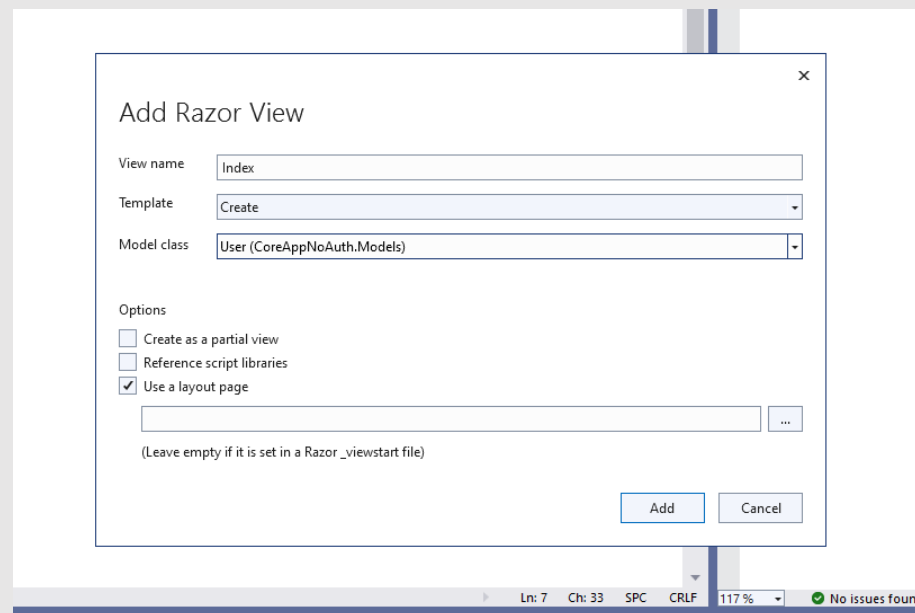 Add Razor View
View name Index
Template Create
Model class User (CoreAppNoAuth.Models)
Options
Create as a partial view
Reference script libraries
Use a layout page
...
(Leave empty if it is set in a Razor _viewstart file)
Add Cancel
Ln: 7 Ch: 33 SPC CRLF 117 % No issues foun